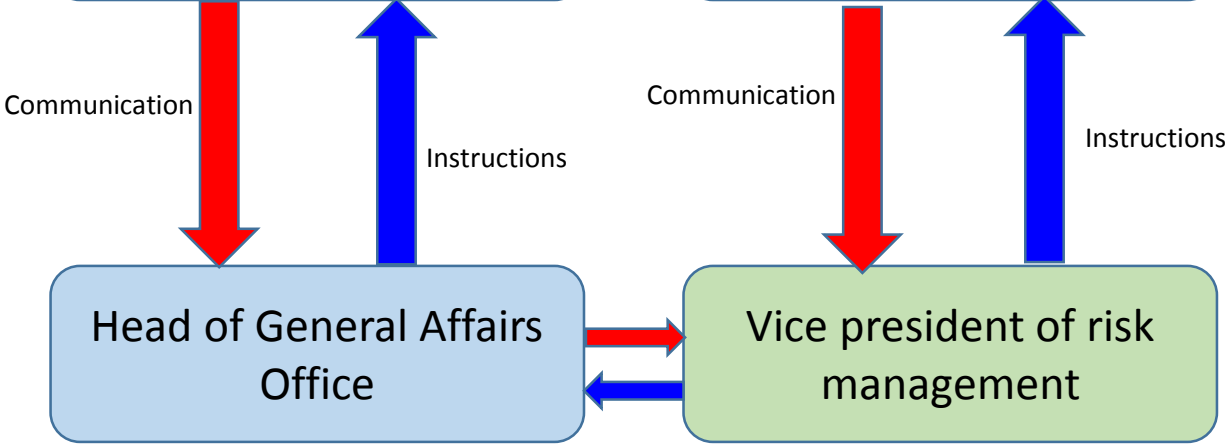 Communication
Instructions
Communication
Instructions
Head of General Affairs
Office
Vice president of risk
management